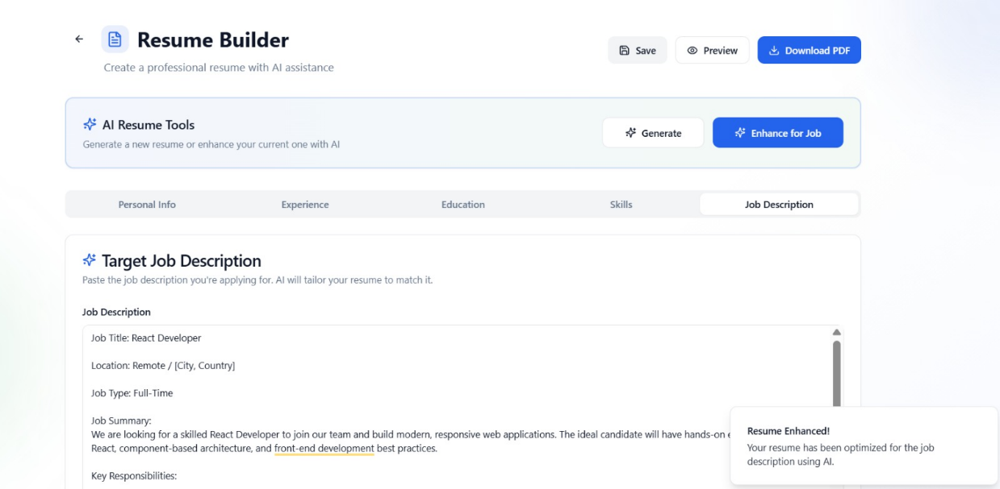 Resume Builder
Create a professional resume with AI assistance
Save
Preview
Download PDF
AI Resume Tools
Generate a new resume or enhance your current one with AI
Generate
Enhance for Job
Personal Info
Experience
Education
Skills
Job Description
Target Job Description
Paste the job description you're applying for. AI will tailor your resume to match it.
Job Description
Job Title: React Developer
Location: Remote / [City, Country]
Job Type: Full-Time
Job Summary:
We are looking for a skilled React Developer to join our team and build modern, responsive web applications. The ideal candidate will have hands-on
React, component-based architecture, and front-end development best practices.
Key Responsibilities:
Resume Enhanced!
Your resume has been optimized for the job
description using AI.